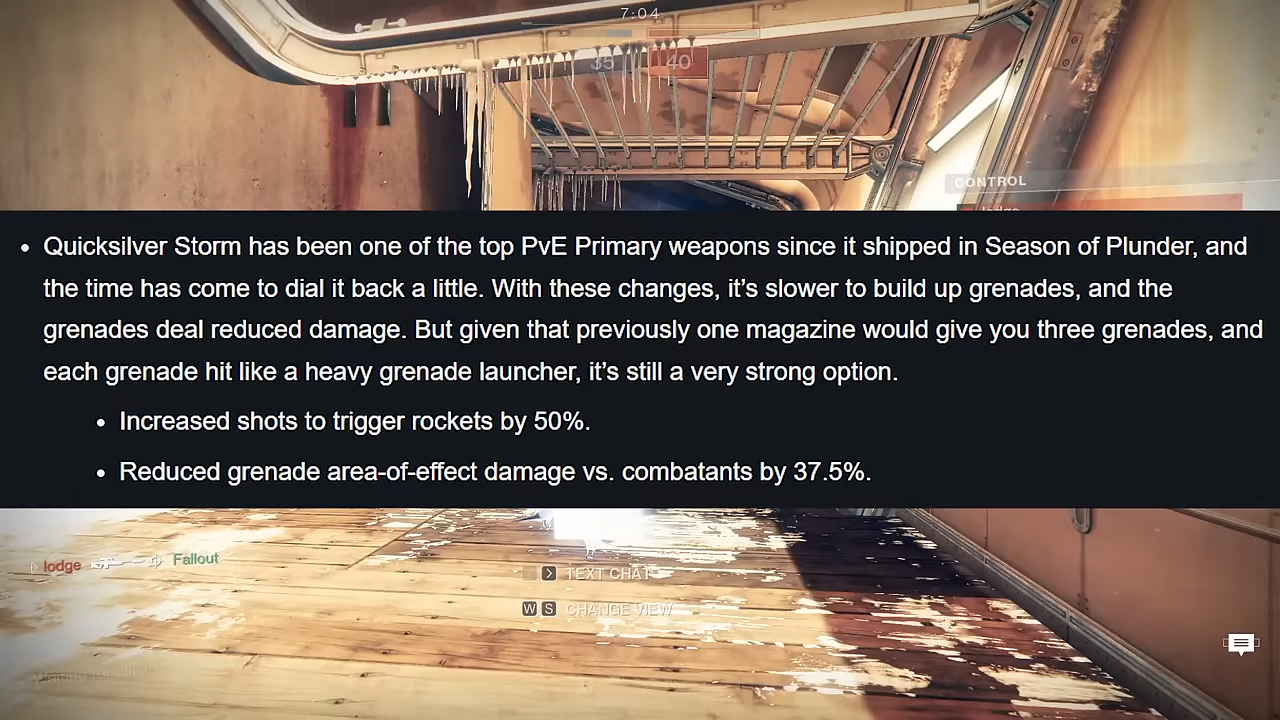 7:04
35 40
CONTROL
lodge
• Quicksilver Storm has been one of the top PvE Primary weapons since it shipped in Season of Plunder, and
the time has come to dial it back a little. With these changes, it’s slower to build up grenades, and the
grenades deal reduced damage. But given that previously one magazine would give you three grenades, and
each grenade hit like a heavy grenade launcher, it’s still a very strong option.
• Increased shots to trigger rockets by 50%.
• Reduced grenade area-of-effect damage vs. combatants by 37.5%.
lodge Fallout
> TEXT CHAT
W S CHANGE VIEW